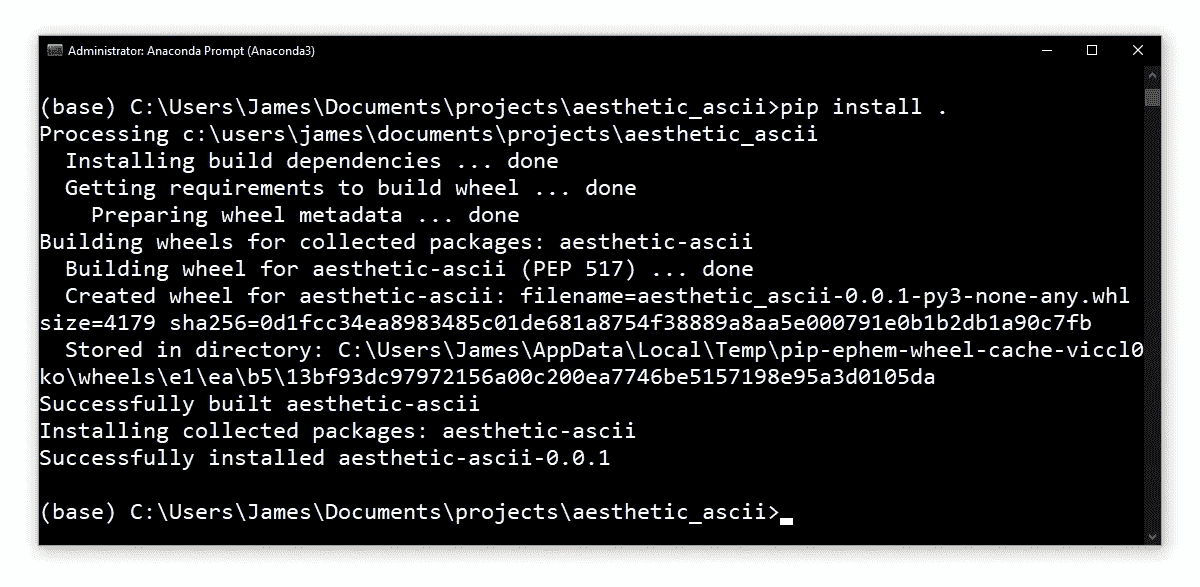 Administrator: Anaconda Prompt (Anaconda3)
(base) C:\Users\James\Documents\projects\aesthetic_ascii>pip install .
Processing c:\users\james\documents\projects\aesthetic_ascii
Installing build dependencies ... done
Getting requirements to build wheel ... done
Preparing wheel metadata ... done
Building wheels for collected packages: aesthetic-ascii
Building wheel for aesthetic-ascii (PEP 517) ... done
Created wheel for aesthetic-ascii: filename=aesthetic_ascii-0.0.1-py3-none-any.whl
size=4179 sha256=0d1fcc34ea8983485c01de681a8754f38889a8aa5e000791e0b1b2db1a90c7fb
Stored in directory: C:\Users\James\AppData\Local\Temp\pip-ephem-wheel-cache-viccl0
ko\wheels\e1\ea\b5\13bf93dc97972156a00c200ea7746be5157198e95a3d0105da
Successfully built aesthetic-ascii
Installing collected packages: aesthetic-ascii
Successfully installed aesthetic-ascii-0.0.1
(base) C:\Users\James\Documents\projects\aesthetic_ascii>